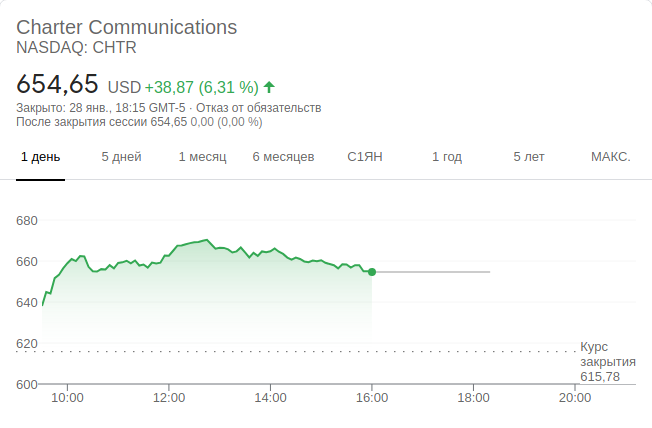 Charter Communications
NASDAQ: CHTR
654,65 USD +38,87 (6,31 %)
Закрыто: 28 янв., 18:15 GMT-5 · Отказ от обязательств
После закрытия сессии 654,65 0,00 (0,00 %)
1 день 5 дней 1 месяц 6 месяцев С1ЯН 1 год 5 лет МАКС.
680
660
640
620
Курс
закрытия
615,78
600
10:00 12:00 14:00 16:00 18:00 20:00